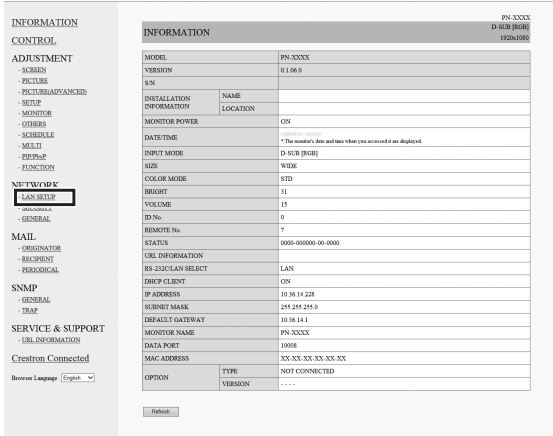 INFORMATION
CONTROL
ADJUSTMENT
- SCREEN
- PICTURE
- PICTURE(ADVANCED)
- SETUP
- MONITOR
- OTHERS
- SCHEDULE
- MULTI
- PIP/PbyP
- FUNCTION
NETWORK
- LAN SETUP
- SECURITY
- GENERAL
MAIL
- ORIGINATOR
- RECIPIENT
- PERIODICAL
SNMP
- GENERAL
- TRAP
SERVICE & SUPPORT
- URL INFORMATION
Crestron Connected
Browser Language English
PN-XXXX
INFORMATION D-SUB [RGB]
1920x1080
MODEL PN-XXXX
VERSION 0.1.06.0
S/N
INSTALLATION INFORMATION NAME
LOCATION
MONITOR POWER ON
DATE/TIME
* The monitor's date and time when you accessed it are displayed.
INPUT MODE D-SUB [RGB]
SIZE WIDE
COLOR MODE STD
BRIGHT 31
VOLUME 15
ID No. 0
REMOTE No. 7
STATUS 0000-000000-00-0000
URL INFORMATION
RS-232C/LAN SELECT LAN
DHCP CLIENT ON
IP ADDRESS 10.36.14.228
SUBNET MASK 255.255.255.0
DEFAULT GATEWAY 10.36.14.1
MONITOR NAME PN-XXXX
DATA PORT 10008
MAC ADDRESS XX-XX-XX-XX-XX-XX
OPTION TYPE NOT CONNECTED
VERSION - - - -
Refresh